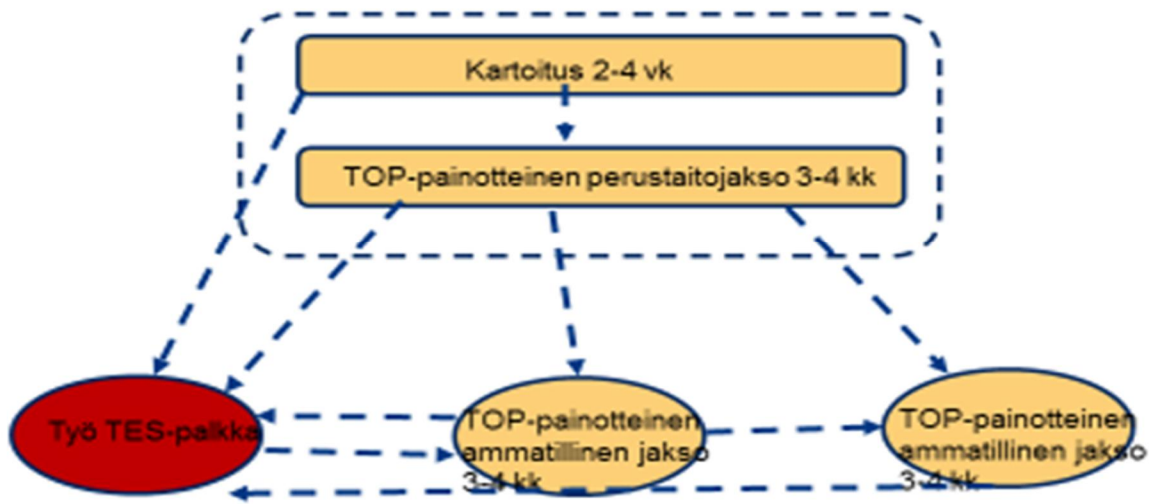 Kartoitus 2-4 vk
TOP-painotteinen perustaitojakso 3-4 kk
Työ TES-palkka
TOP-painotteinen
ammatillinen jakso
3-4 kk
TOP-painotteinen
ammatillinen jakso
3-4 kk